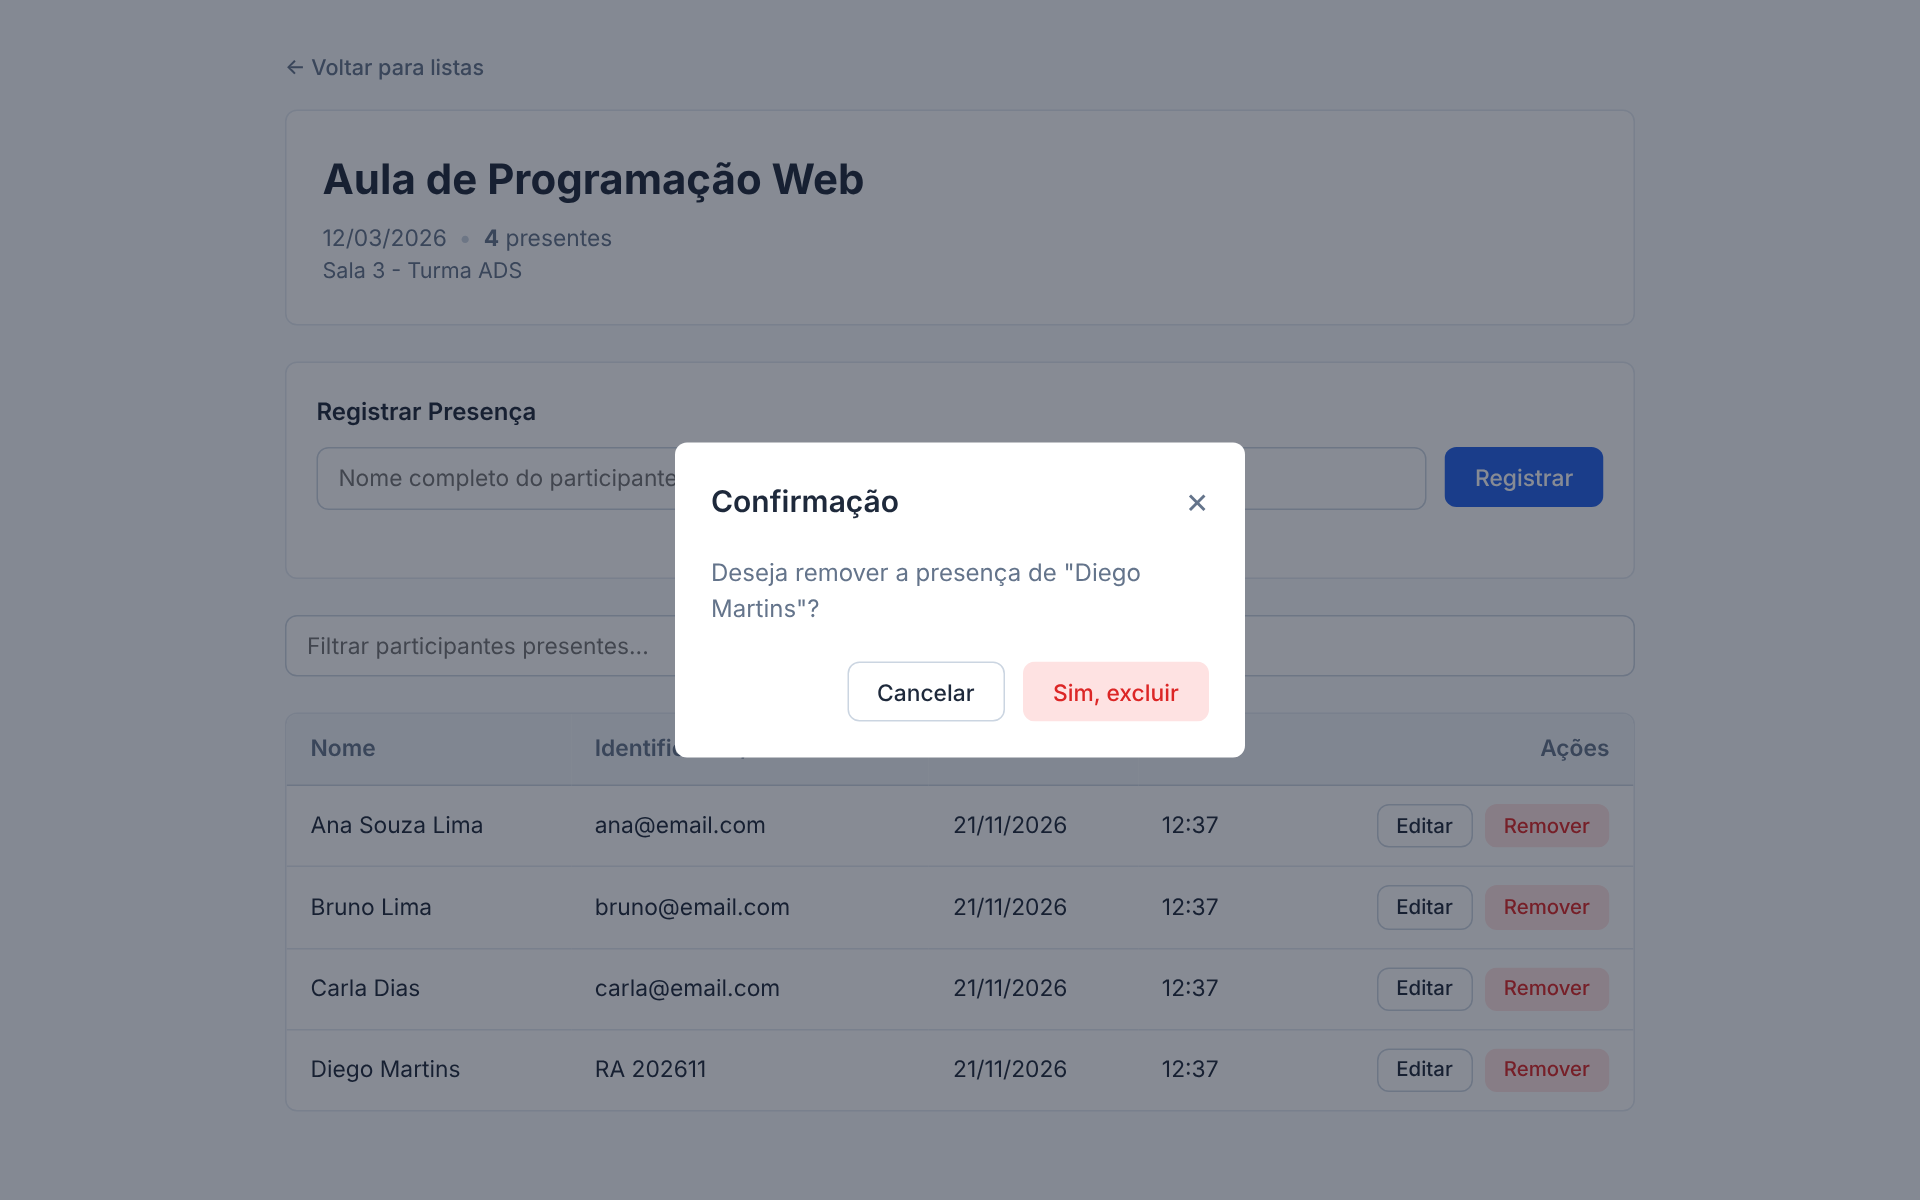 ← Voltar para listas
Aula de Programação Web
12/03/2026 • 4 presentes
Sala 3 - Turma ADS
Registrar Presença
Nome completo do participante
Registrar
Confirmação
×
Deseja remover a presença de "Diego
Martins"?
Cancelar
Sim, excluir
Filtrar participantes presentes...
Nome
Ações
Ana Souza Lima ana@email.com 21/11/2026 12:37 Editar Remover
Bruno Lima bruno@email.com 21/11/2026 12:37 Editar Remover
Carla Dias carla@email.com 21/11/2026 12:37 Editar Remover
Diego Martins RA 202611 21/11/2026 12:37 Editar Remover